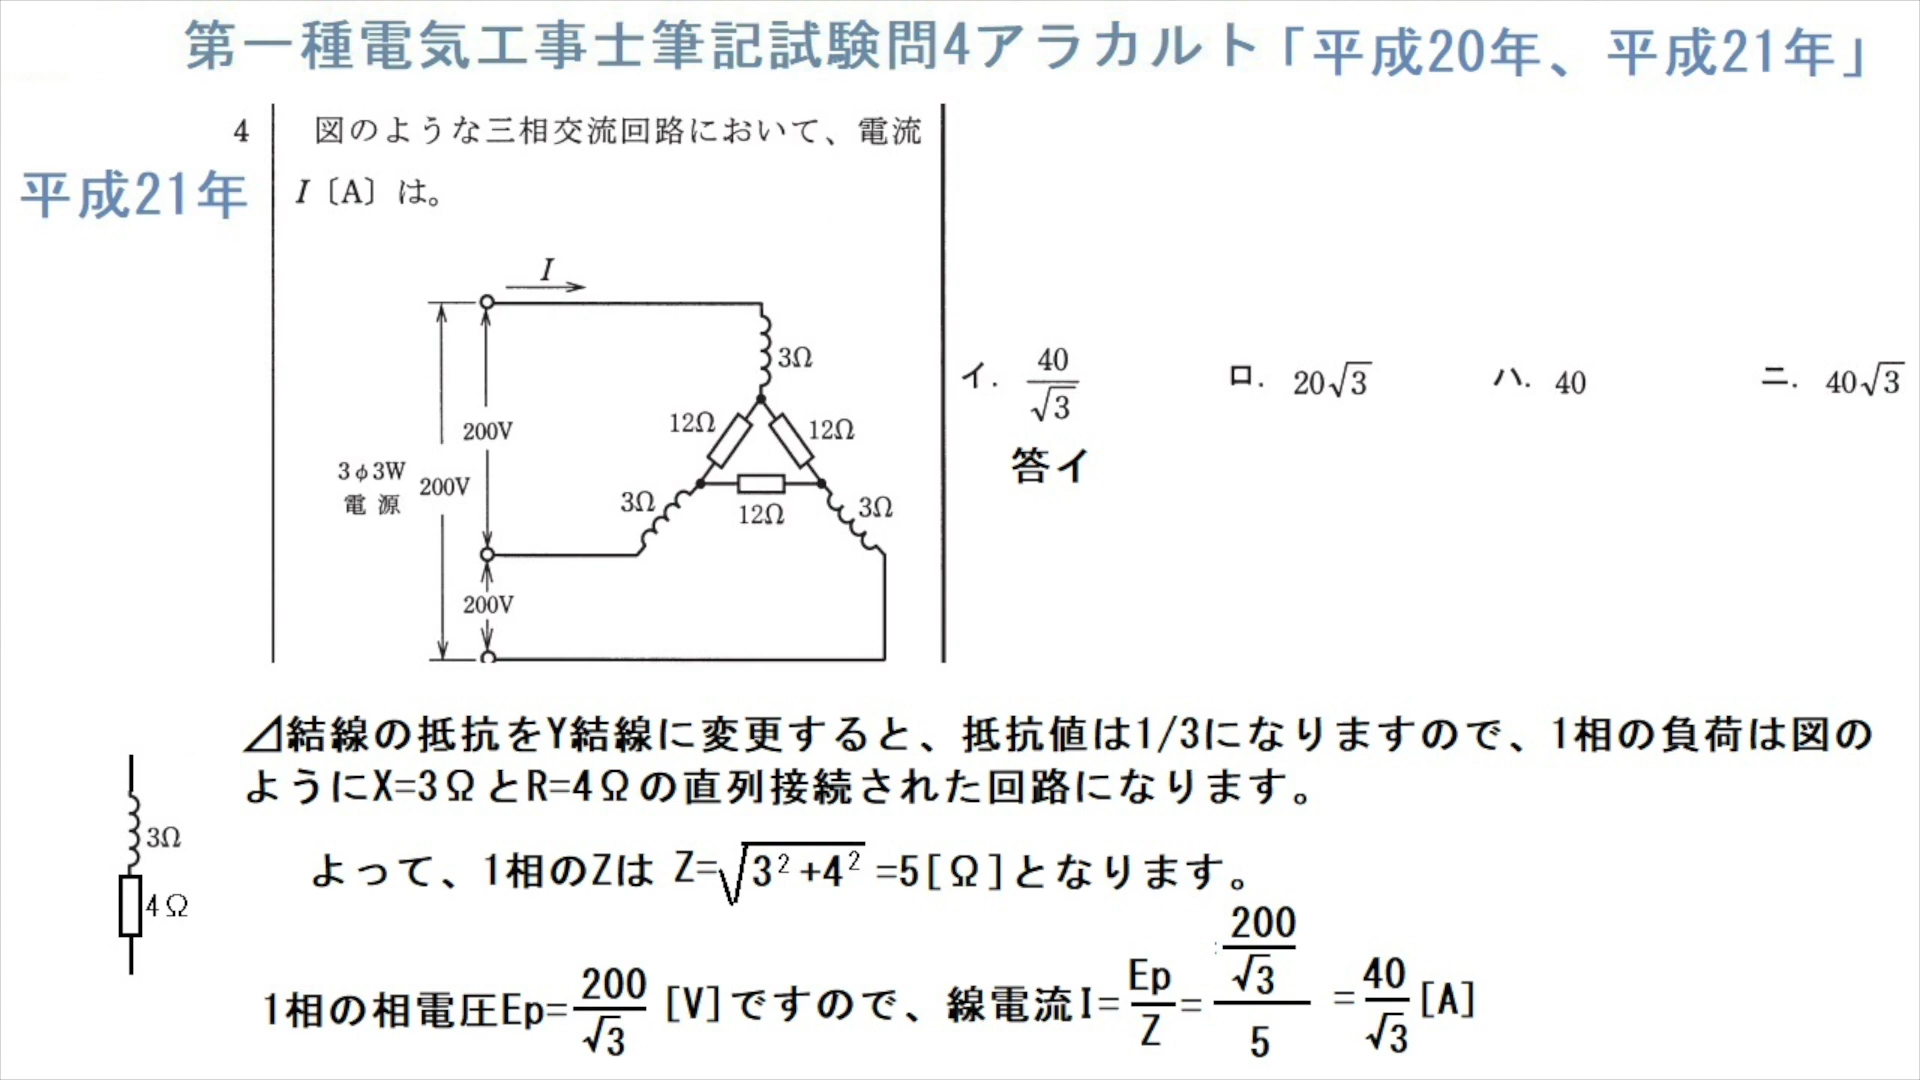 第一種電気工事士筆記試験問4アラカルト「平成20年、平成21年」
平成21年
4 図のような三相交流回路において、電流
I〔A〕は。
I
3Ω
12Ω 12Ω
200V
3φ3W
電源
200V
3Ω
12Ω
3Ω
200V
イ. 40/√3 ロ. 20√3 ハ. 40 ニ. 40√3
答イ
⊿結線の抵抗をY結線に変更すると、抵抗値は1/3になりますので、1相の負荷は図の
ようにX=3ΩとR=4Ωの直列接続された回路になります。
3Ω
4Ω
よって、1相のZは Z=√3²+4² =5[Ω]となります。
1相の相電圧Ep=200/√3 [V]ですので、線電流I=Ep/Z=200/√3/5=40/√3[A]